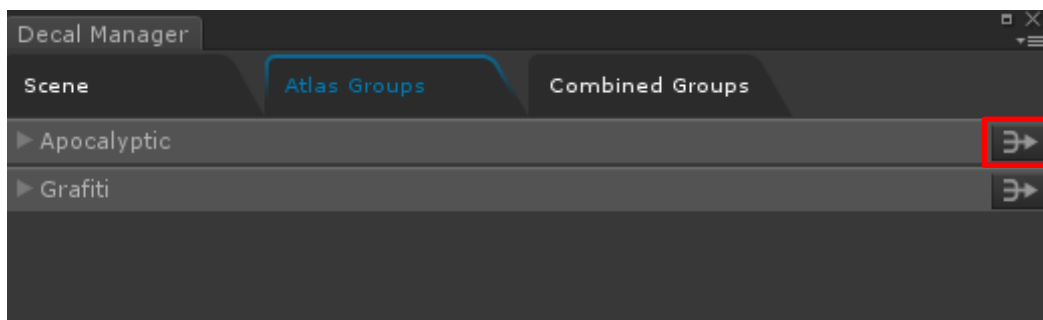 Decal Manager
Scene Atlas Groups Combined Groups
Apocalyptic
Grafiti